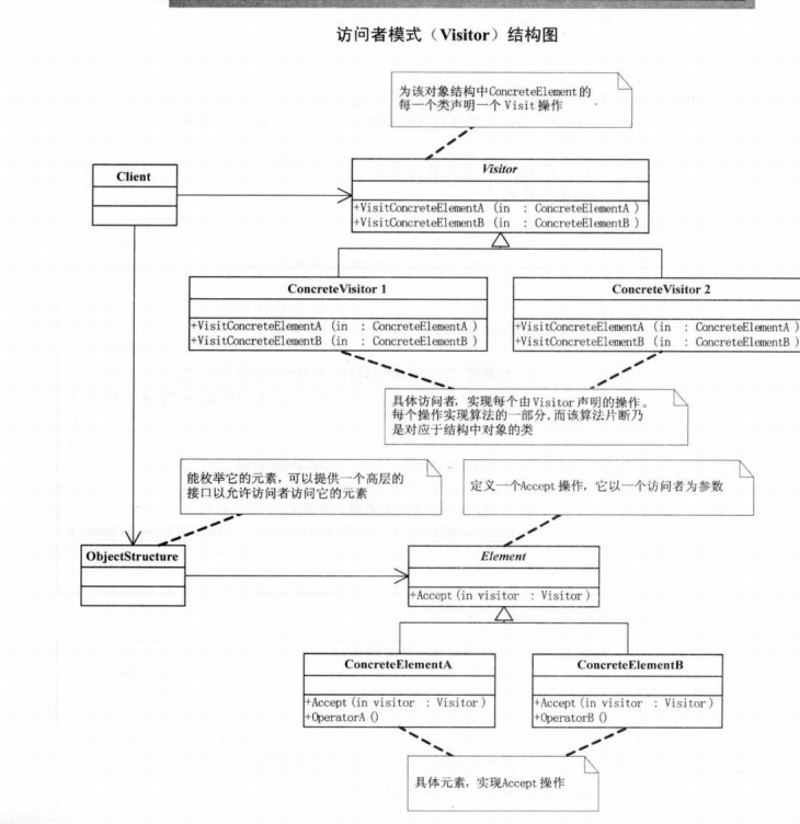 访问者模式（Visitor）结构图
为该对象结构中ConcreteElement的
每一个类声明一个 Visit 操作
Client
Visitor
+VisitConcreteElementA (in : ConcreteElementA )
+VisitConcreteElementB (in : ConcreteElementB )
ConcreteVisitor 1
+VisitConcreteElementA (in : ConcreteElementA )
+VisitConcreteElementB (in : ConcreteElementB )
ConcreteVisitor 2
+VisitConcreteElementA (in : ConcreteElementA )
+VisitConcreteElementB (in : ConcreteElementB )
具体访问者, 实现每个由Visitor声明的操作。
每个操作实现算法的一部分,而该算法片断乃
是对应于结构中对象的类
能枚举它的元素, 可以提供一个高层的
接口以允许访问者访问它的元素
定义一个Accept 操作, 它以一个访问者为参数
ObjectStructure
Element
+Accept(in visitor : Visitor)
ConcreteElementA
+Accept(in visitor : Visitor)
+OperatorA()
ConcreteElementB
+Accept(in visitor : Visitor)
+OperatorB()
具体元素, 实现Accept 操作